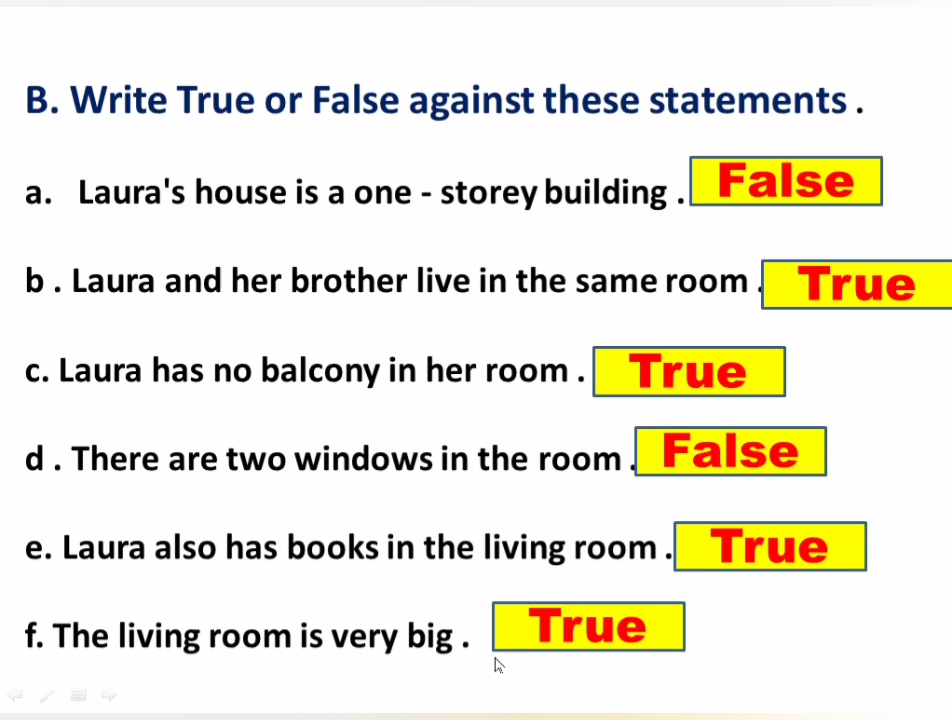 B. Write True or False against these statements .
a. Laura's house is a one - storey building . False
b . Laura and her brother live in the same room . True
c. Laura has no balcony in her room . True
d . There are two windows in the room . False
e. Laura also has books in the living room . True
f. The living room is very big . True